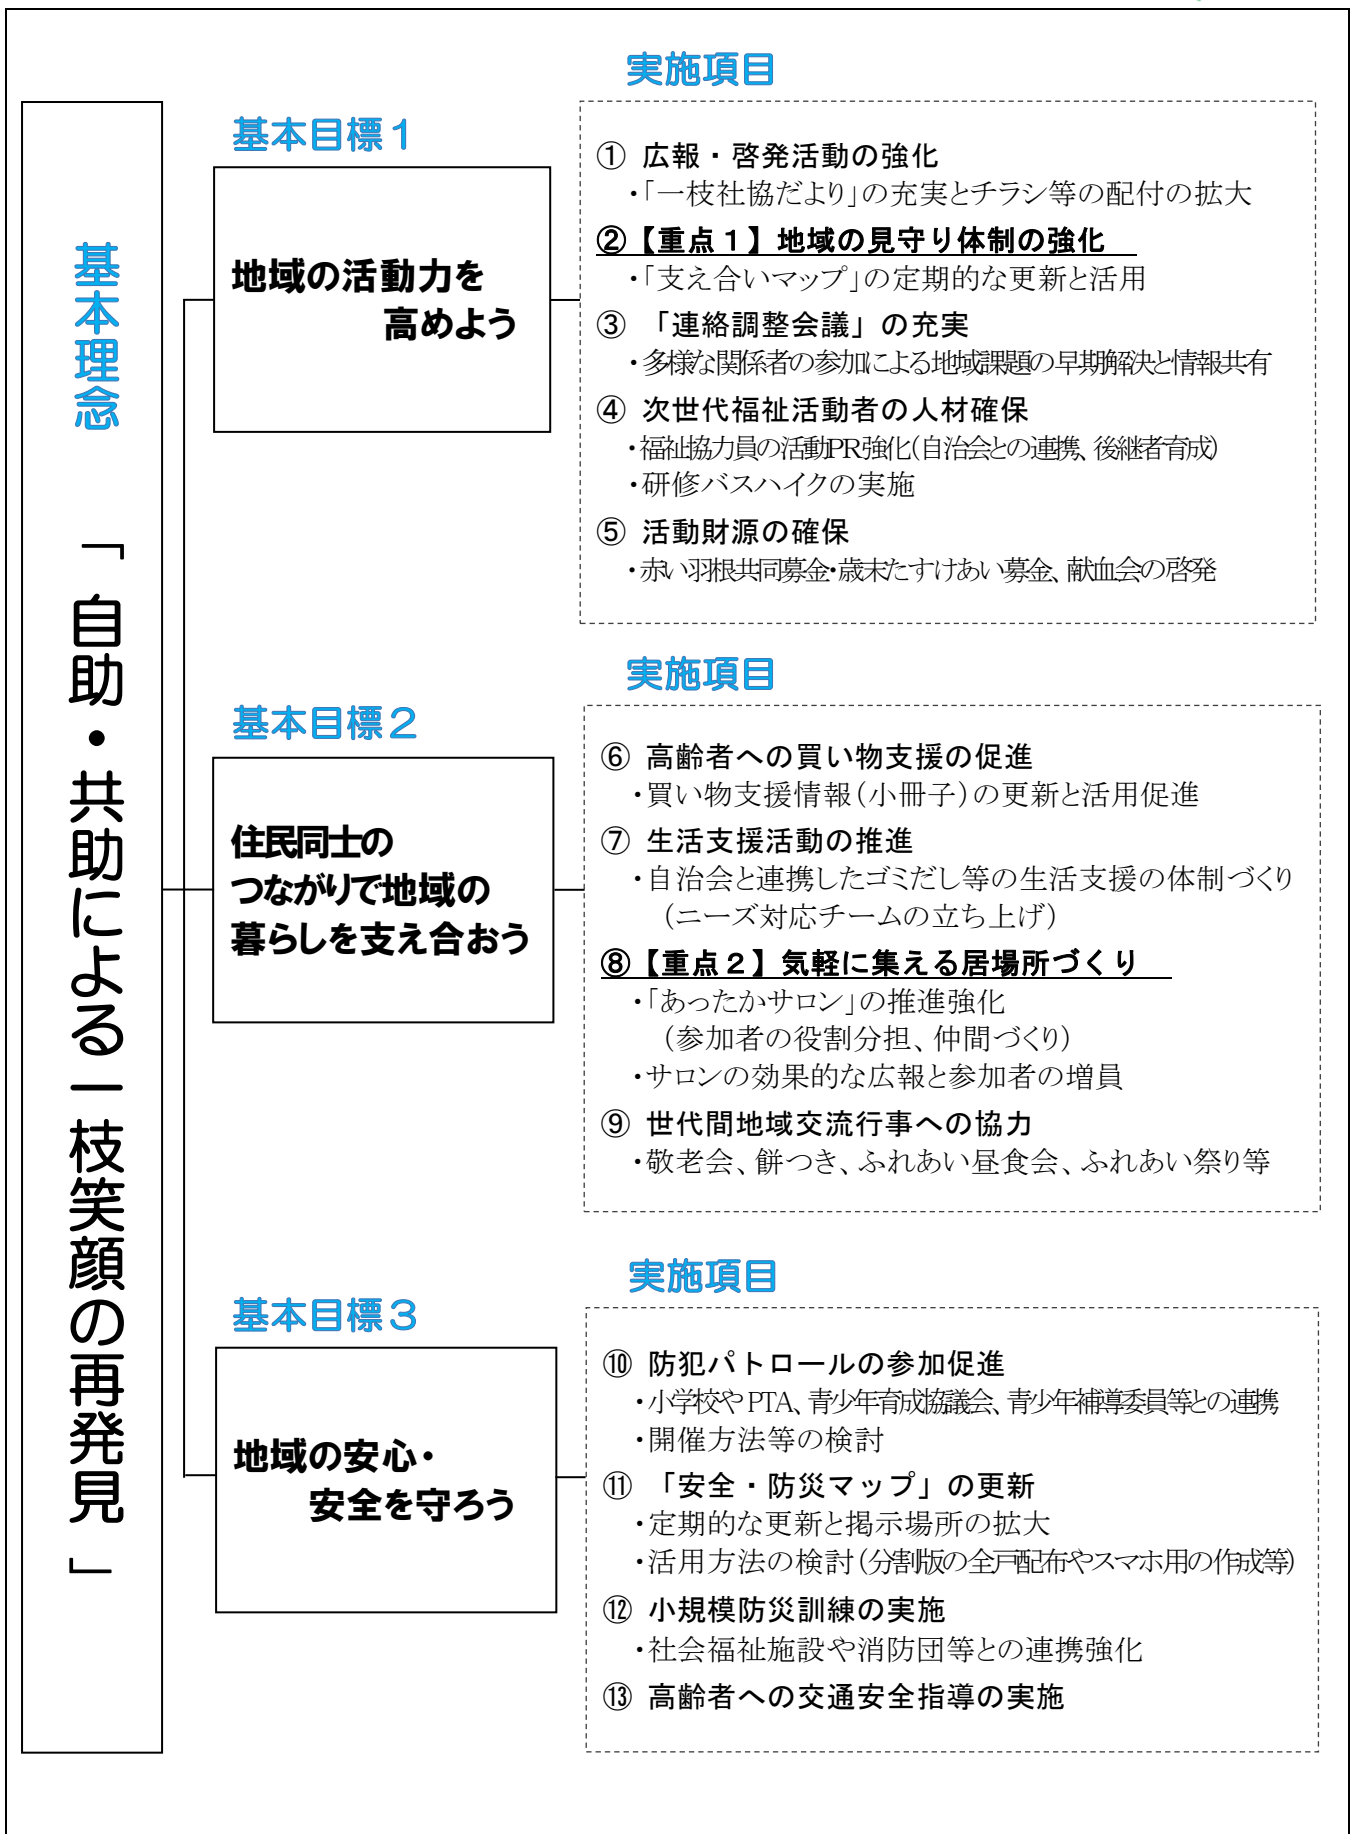 基本理念
「自助・共助による一枝笑顔の再発見」
基本目標１
地域の活動力を
高めよう
実施項目
① 広報・啓発活動の強化
・「一枝社協だより」の充実とチラシ等の配付の拡大
②【重点１】地域の見守り体制の強化
・「支え合いマップ」の定期的な更新と活用
③ 「連絡調整会議」の充実
・多様な関係者の参加による地域課題の早期解決と情報共有
④ 次世代福祉活動者の人材確保
・福祉協力員の活動PR強化（自治会との連携、後継者育成）
・研修バスハイクの実施
⑤ 活動財源の確保
・赤い羽根共同募金・歳末たすけあい募金、献血会の啓発
基本目標２
住民同士の
つながりで地域の
暮らしを支え合おう
実施項目
⑥ 高齢者への買い物支援の促進
・買い物支援情報（小冊子）の更新と活用促進
⑦ 生活支援活動の推進
・自治会と連携したゴミだし等の生活支援の体制づくり
（ニーズ対応チームの立ち上げ）
⑧【重点２】気軽に集える居場所づくり
・「あったかサロン」の推進強化
（参加者の役割分担、仲間づくり）
・サロンの効果的な広報と参加者の増員
⑨ 世代間地域交流行事への協力
・敬老会、餅つき、ふれあい昼食会、ふれあい祭り等
基本目標３
地域の安心・
安全を守ろう
実施項目
⑩ 防犯パトロールの参加促進
・小学校や PTA、青少年育成協議会、青少年補導委員等との連携
・開催方法等の検討
⑪ 「安全・防災マップ」の更新
・定期的な更新と掲示場所の拡大
・活用方法の検討（分割版の全戸配布やスマホ用の作成等）
⑫ 小規模防災訓練の実施
・社会福祉施設や消防団等との連携強化
⑬ 高齢者への交通安全指導の実施